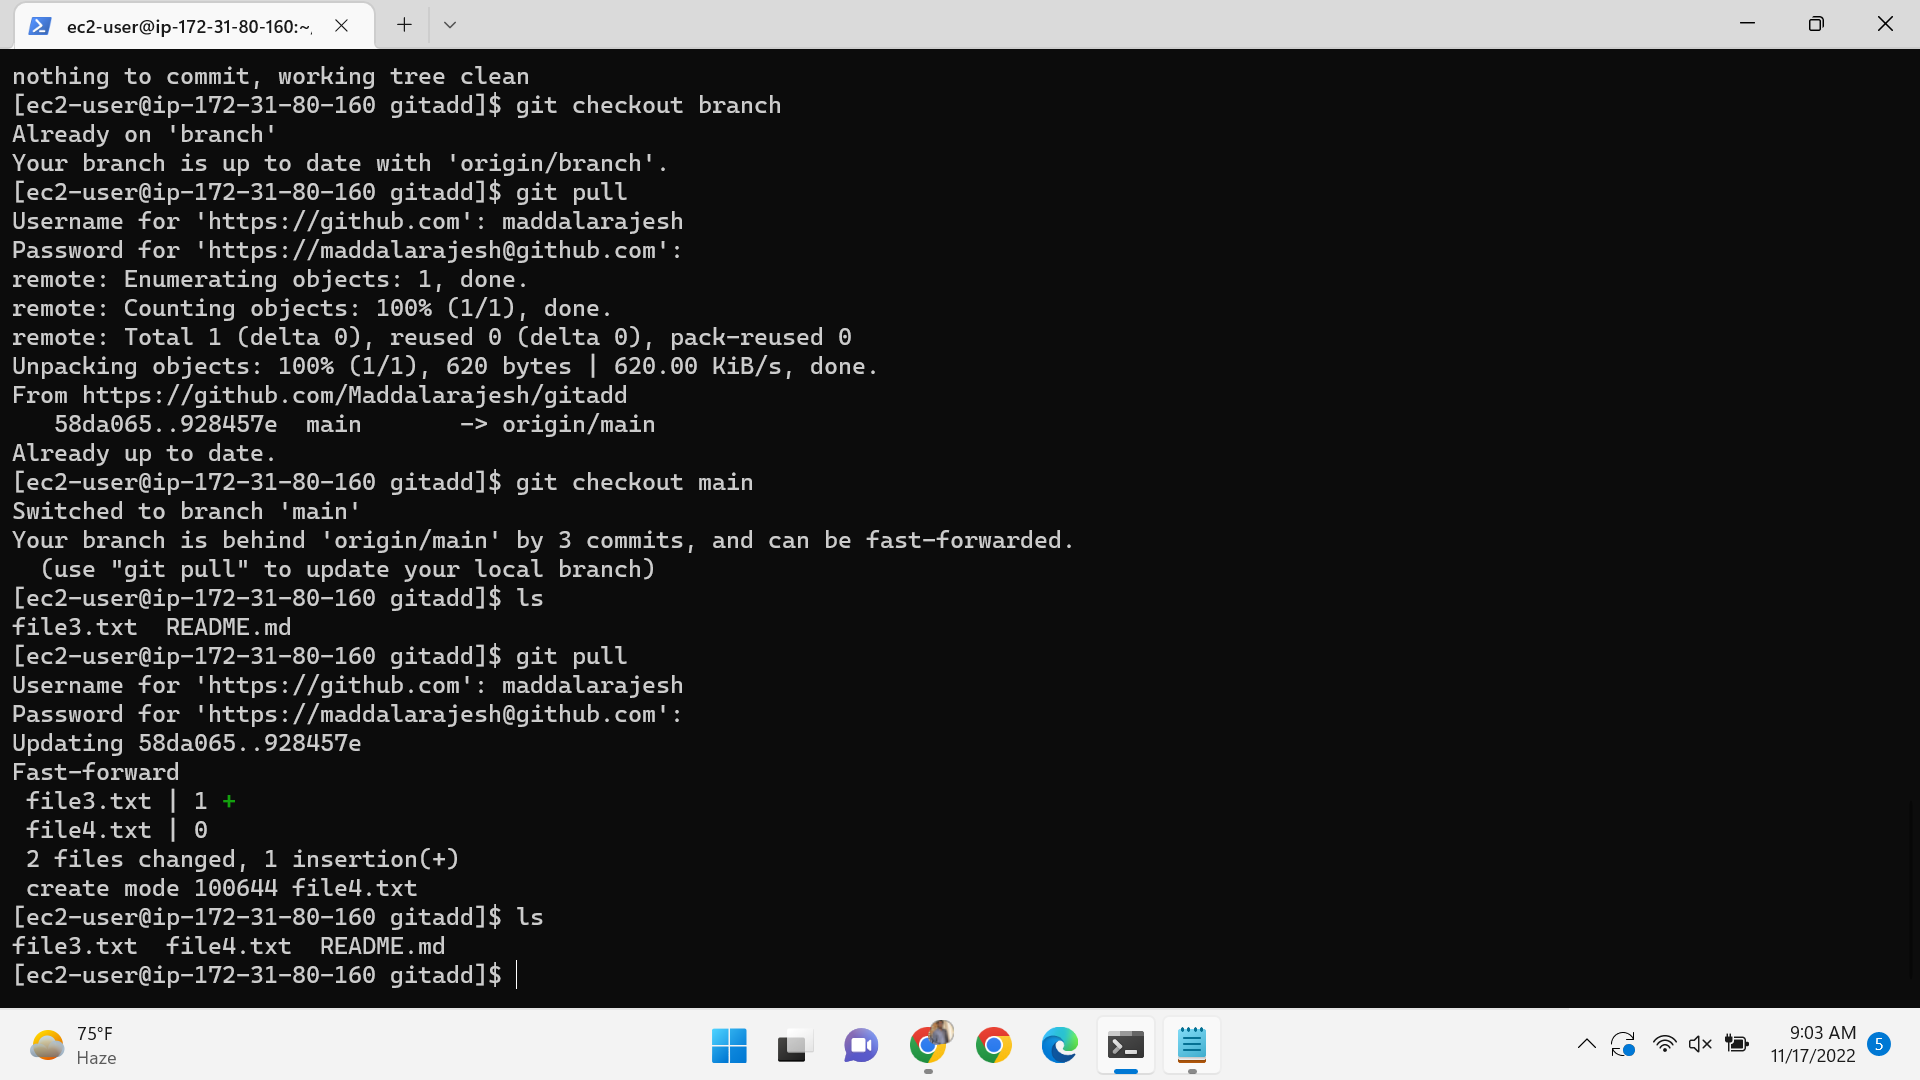 ec2-user@ip-172-31-80-160:~
nothing to commit, working tree clean
[ec2-user@ip-172-31-80-160 gitadd]$ git checkout branch
Already on 'branch'
Your branch is up to date with 'origin/branch'.
[ec2-user@ip-172-31-80-160 gitadd]$ git pull
Username for 'https://github.com': maddalarajesh
Password for 'https://maddalarajesh@github.com':
remote: Enumerating objects: 1, done.
remote: Counting objects: 100% (1/1), done.
remote: Total 1 (delta 0), reused 0 (delta 0), pack-reused 0
Unpacking objects: 100% (1/1), 620 bytes | 620.00 KiB/s, done.
From https://github.com/Maddalarajesh/gitadd
   58da065..928457e  main       -> origin/main
Already up to date.
[ec2-user@ip-172-31-80-160 gitadd]$ git checkout main
Switched to branch 'main'
Your branch is behind 'origin/main' by 3 commits, and can be fast-forwarded.
  (use "git pull" to update your local branch)
[ec2-user@ip-172-31-80-160 gitadd]$ ls
file3.txt  README.md
[ec2-user@ip-172-31-80-160 gitadd]$ git pull
Username for 'https://github.com': maddalarajesh
Password for 'https://maddalarajesh@github.com':
Updating 58da065..928457e
Fast-forward
 file3.txt | 1 +
 file4.txt | 0
 2 files changed, 1 insertion(+)
 create mode 100644 file4.txt
[ec2-user@ip-172-31-80-160 gitadd]$ ls
file3.txt  file4.txt  README.md
[ec2-user@ip-172-31-80-160 gitadd]$
75°F
Haze
9:03 AM
11/17/2022
5